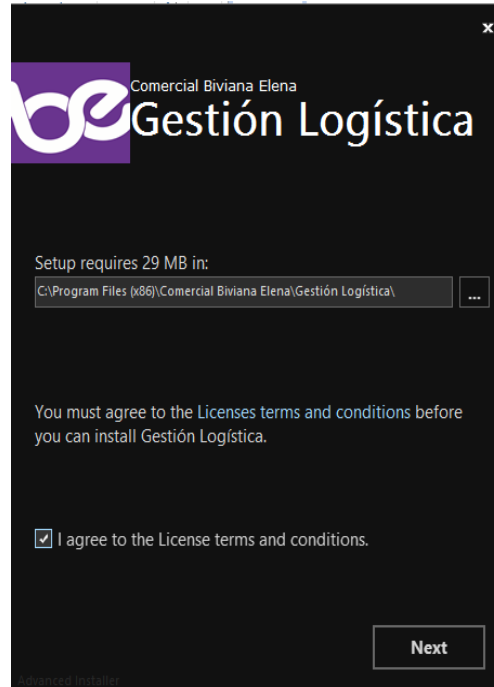 x
be
Comercial Biviana Elena
Gestión Logística
Setup requires 29 MB in:
C:\Program Files (x86)\Comercial Biviana Elena\Gestión Logística\
...
You must agree to the Licenses terms and conditions before
you can install Gestión Logística.
I agree to the License terms and conditions.
Next
Advanced Installer